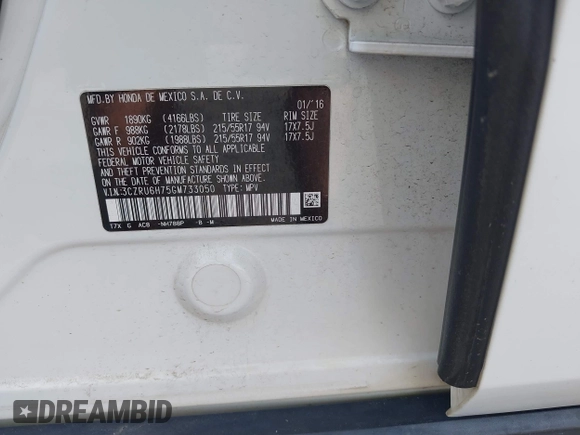 MFD.BY HONDA DE MEXICO S.A. DE C.V. 01/'16
GVWR 1890KG (4166LBS) TIRE SIZE RIM SIZE
GAWR F 988KG (2178LBS) 215/55R17 94V 17X7.5J
GAWR R 902KG (1988LBS) 215/55R17 94V 17X7.5J
THIS VEHICLE CONFORMS TO ALL APPLICABLE
FEDERAL MOTOR VEHICLE SAFETY
AND THEFT PREVENTION STANDARDS IN EFFECT
ON THE DATE OF MANUFACTURE SHOWN ABOVE.
V.I.N:3CZRU6H75GM733050 TYPE: MPV
17X G AC8 -NH788P -B -M MADE IN MEXICO
DREAMBID